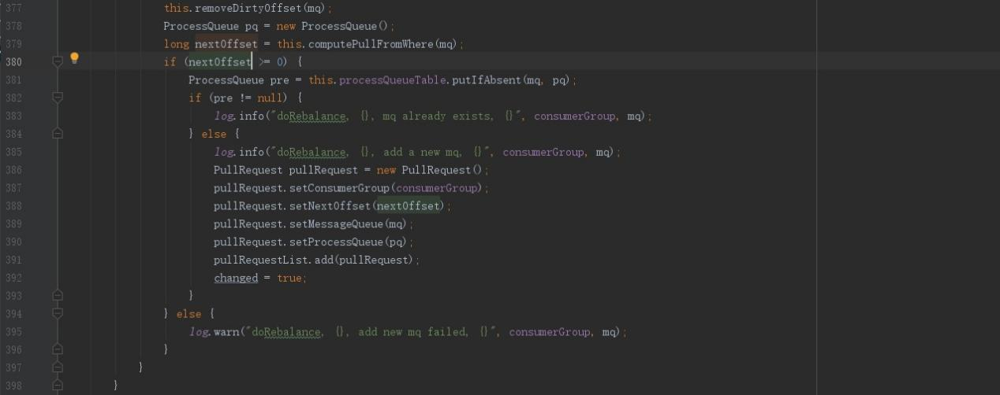 377 this.removeDirtyOffset(mq);
378 ProcessQueue pq = new ProcessQueue();
379 long nextOffset = this.computePullFromWhere(mq);
380 if (nextOffset >= 0) {
381 ProcessQueue pre = this.processQueueTable.putIfAbsent(mq, pq);
382 if (pre != null) {
383 log.info("doRebalance, {}, mq already exists, {}", consumerGroup, mq);
384 } else {
385 log.info("doRebalance, {}, add a new mq, {}", consumerGroup, mq);
386 PullRequest pullRequest = new PullRequest();
387 pullRequest.setConsumerGroup(consumerGroup);
388 pullRequest.setNextOffset(nextOffset);
389 pullRequest.setMessageQueue(mq);
390 pullRequest.setProcessQueue(pq);
391 pullRequestList.add(pullRequest);
392 changed = true;
393 }
394 } else {
395 log.warn("doRebalance, {}, add new mq failed, {}", consumerGroup, mq);
396 }
397 }
398 }